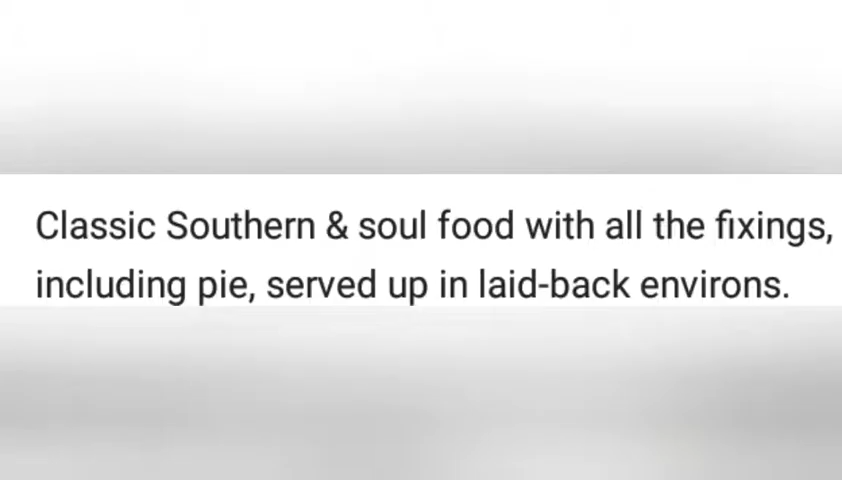 Classic Southern & soul food with all the fixings,
including pie, served up in laid-back environs.